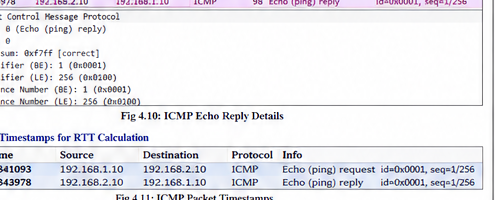 978 192.168.2.10 192.168.1.10 ICMP 98 Echo (ping) reply id=0x0001, seq=1/256
t Control Message Protocol
0 (Echo (ping) reply)
0
sum: 0xf7ff [correct]
ifier (BE): 1 (0x0001)
ifier (LE): 256 (0x0100)
nce Number (BE): 1 (0x0001)
nce Number (LE): 256 (0x0100)
Fig 4.10: ICMP Echo Reply Details
Timestamps for RTT Calculation
me Source Destination Protocol Info
341093 192.168.1.10 192.168.2.10 ICMP Echo (ping) request id=0x0001, seq=1/256
343978 192.168.2.10 192.168.1.10 ICMP Echo (ping) reply id=0x0001, seq=1/256
Fig 4.11: ICMP Packet Timestamps